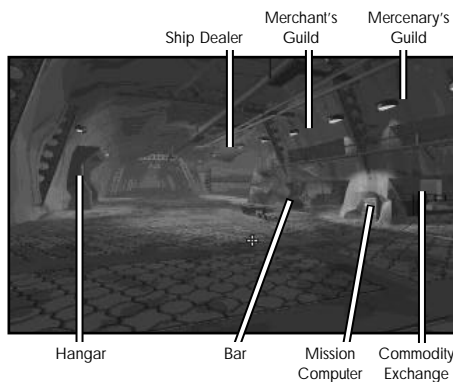 Merchant's
Guild
Mercenary's
Guild
Ship Dealer
Hangar
Bar
Mission
Computer
Commodity
Exchange